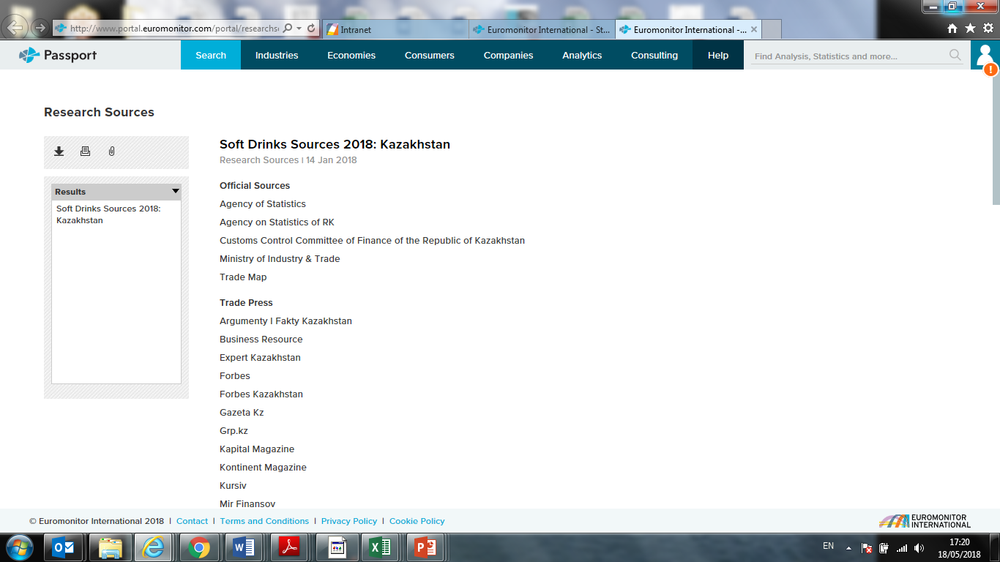 http://www.portal.euromonitor.com/portal/research
Intranet
Euromonitor International - St...
Euromonitor International -...
Passport
Search
Industries
Economies
Consumers
Companies
Analytics
Consulting
Help
Find Analysis, Statistics and more...
Research Sources
Results
Soft Drinks Sources 2018:
Kazakhstan
Soft Drinks Sources 2018: Kazakhstan
Research Sources I 14 Jan 2018
Official Sources
Agency of Statistics
Agency on Statistics of RK
Customs Control Committee of Finance of the Republic of Kazakhstan
Ministry of Industry & Trade
Trade Map
Trade Press
Argumenty I Fakty Kazakhstan
Business Resource
Expert Kazakhstan
Forbes
Forbes Kazakhstan
Gazeta Kz
Grp.kz
Kapital Magazine
Kontinent Magazine
Kursiv
Mir Finansov
© Euromonitor International 2018 I Contact I Terms and Conditions I Privacy Policy I Cookie Policy
EUROMONITOR
INTERNATIONAL
EN
17:20
18/05/2018